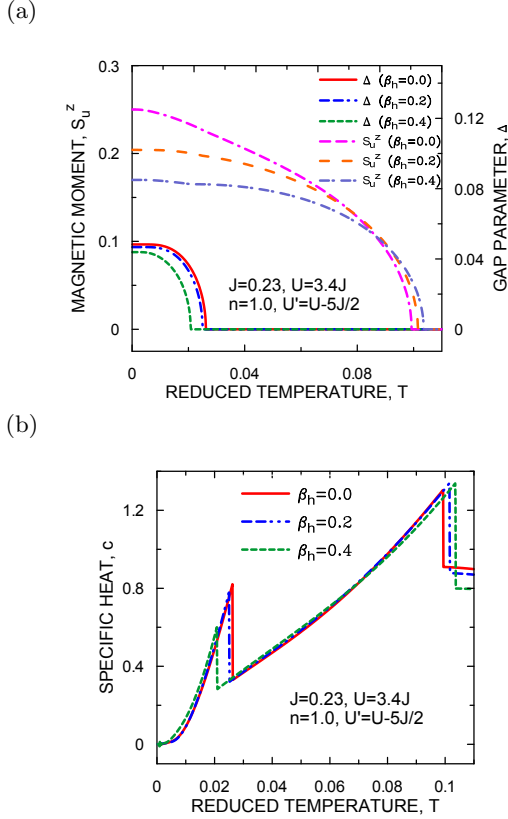 (a)
0.3
0.2
0.1
0
MAGNETIC MOMENT, S_u^z
Δ (β_h=0.0)
Δ (β_h=0.2)
Δ (β_h=0.4)
S_u^z (β_h=0.0)
S_u^z (β_h=0.2)
S_u^z (β_h=0.4)
0.12
0.08
0.04
0
GAP PARAMETER, Δ
J=0.23, U=3.4J
n=1.0, U'=U-5J/2
0 0.04 0.08
REDUCED TEMPERATURE, T
(b)
1.2
0.8
0.4
0
SPECIFIC HEAT, c
β_h=0.0
β_h=0.2
β_h=0.4
J=0.23, U=3.4J
n=1.0, U'=U-5J/2
0 0.02 0.04 0.06 0.08 0.1
REDUCED TEMPERATURE, T